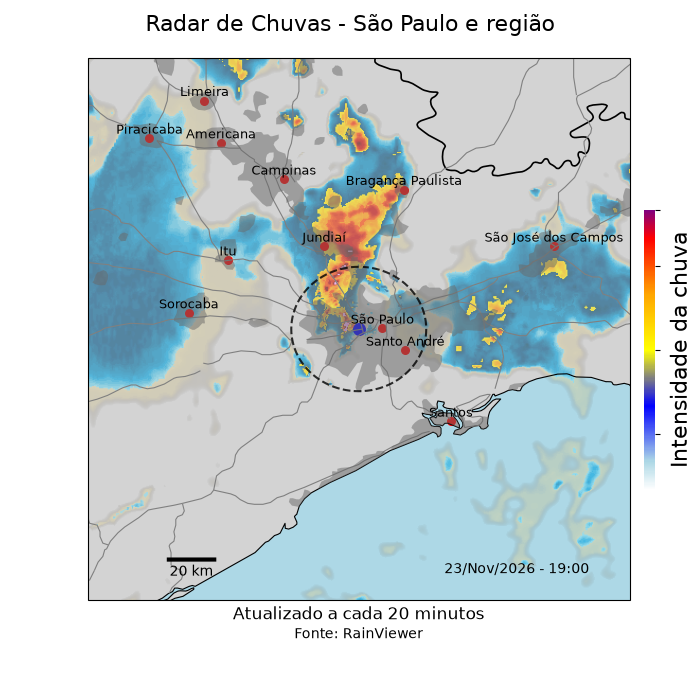 Radar de Chuvas - São Paulo e região
Limeira
Piracicaba
Americana
Campinas
Bragança Paulista
Jundiaí
São José dos Campos
Itu
Sorocaba
São Paulo
Santo André
Santos
Intensidade da chuva
20 km
23/Nov/2026 - 19:00
Atualizado a cada 20 minutos
Fonte: RainViewer